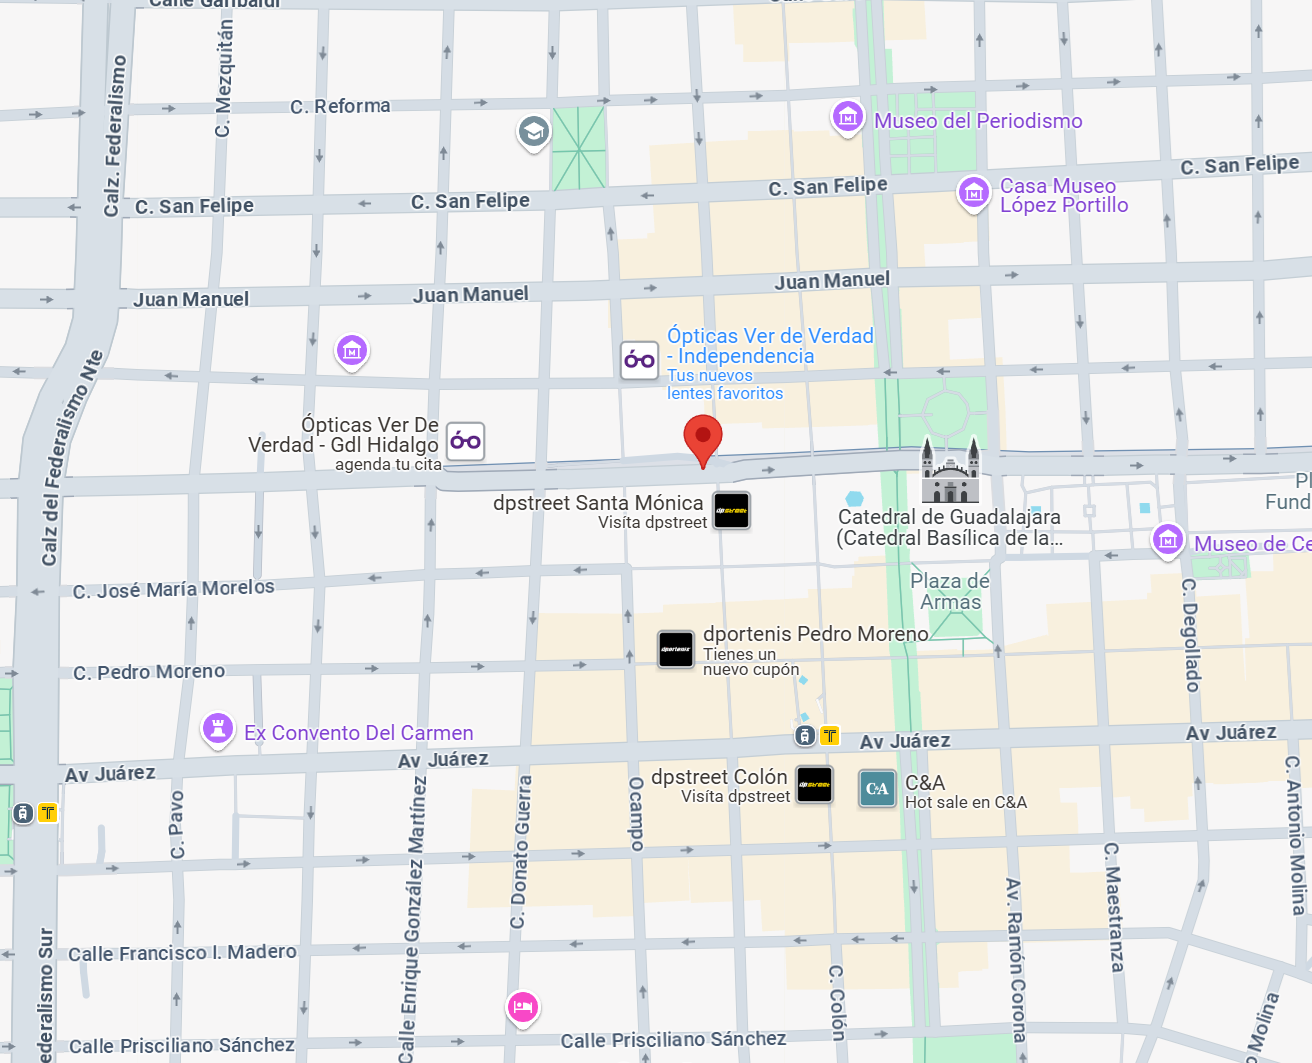 Calle Garibaldi
C. Mezquitán
Calz. Federalismo
C. Reforma
Museo del Periodismo
C. San Felipe
C. San Felipe
C. San Felipe
C. San Felipe
Casa Museo
López Portillo
Juan Manuel
Juan Manuel
Juan Manuel
Ópticas Ver de Verdad
- Independencia
Tus nuevos
lentes favoritos
Calz del Federalismo Nte
Ópticas Ver De
Verdad - Gdl Hidalgo
agenda tu cita
dpstreet Santa Mónica
Visíta dpstreet
dpstreet
Catedral de Guadalajara
(Catedral Basílica de la...
Pl
Fund
Museo de Ce
C. José María Morelos
Plaza de
Armas
C. Degollado
dportenis Pedro Moreno
Tienes un
nuevo cupón
dportenis
C. Pedro Moreno
Ex Convento Del Carmen
Av Juárez
Av Juárez
Av Juárez
Av Juárez
dpstreet Colón
Visíta dpstreet
dpstreet
C&A
C&A
Hot sale en C&A
C. Pavo
Calle Enrique González Martínez
C. Donato Guerra
Ocampo
C. Antonio Molina
C. Maestranza
Av. Ramón Corona
C. Colón
Calle Francisco I. Madero
ederalismo Sur
Calle Prisciliano Sánchez
Calle Prisciliano Sánchez
o Molina